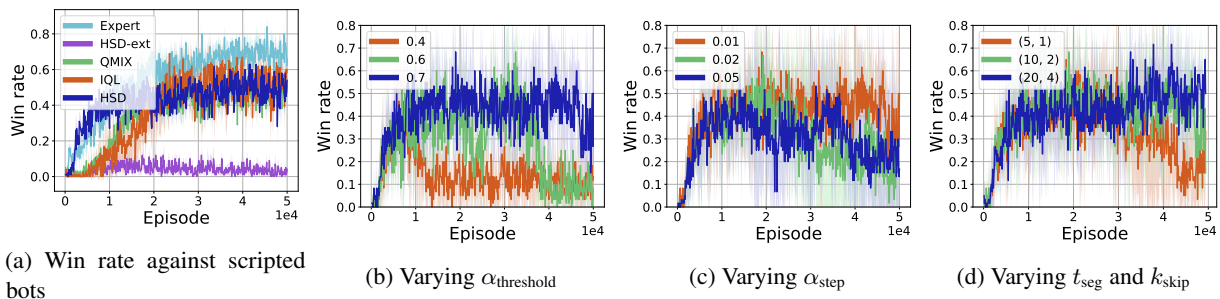 Win rate
0.8
0.6
0.4
0.2
0.0
Expert
HSD-ext
QMIX
IQL
HSD
0 1 2 3 4 5
Episode 1e4
(a) Win rate against scripted
bots
Win rate
0.8
0.7
0.6
0.5
0.4
0.3
0.2
0.1
0.0
0.4
0.6
0.7
0 1 2 3 4 5
Episode 1e4
(b) Varying α_threshold
Win rate
0.8
0.7
0.6
0.5
0.4
0.3
0.2
0.1
0.0
0.01
0.02
0.05
0 1 2 3 4 5
Episode 1e4
(c) Varying α_step
Win rate
0.8
0.7
0.6
0.5
0.4
0.3
0.2
0.1
0.0
(5, 1)
(10, 2)
(20, 4)
0 1 2 3 4 5
Episode 1e4
(d) Varying t_seg and k_skip